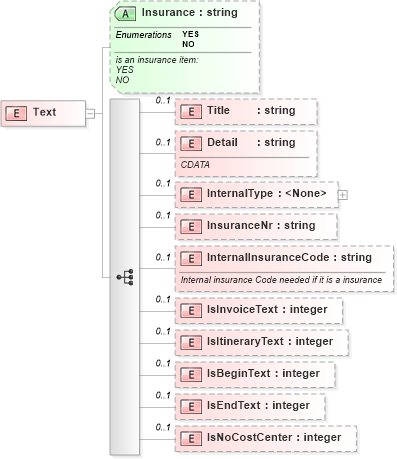 A Insurance : string
Enumerations YES
NO
is an insurance item:
YES
NO
E Text
0..1
E Title : string
0..1
E Detail : string
CDATA
0..1
E InternalType : <None>
0..1
E InsuranceNr : string
0..1
E InternalInsuranceCode : string
Internal insurance Code needed if it is a insurance
0..1
E IsInvoiceText : integer
0..1
E IsItineraryText : integer
0..1
E IsBeginText : integer
0..1
E IsEndText : integer
0..1
E IsNoCostCenter : integer